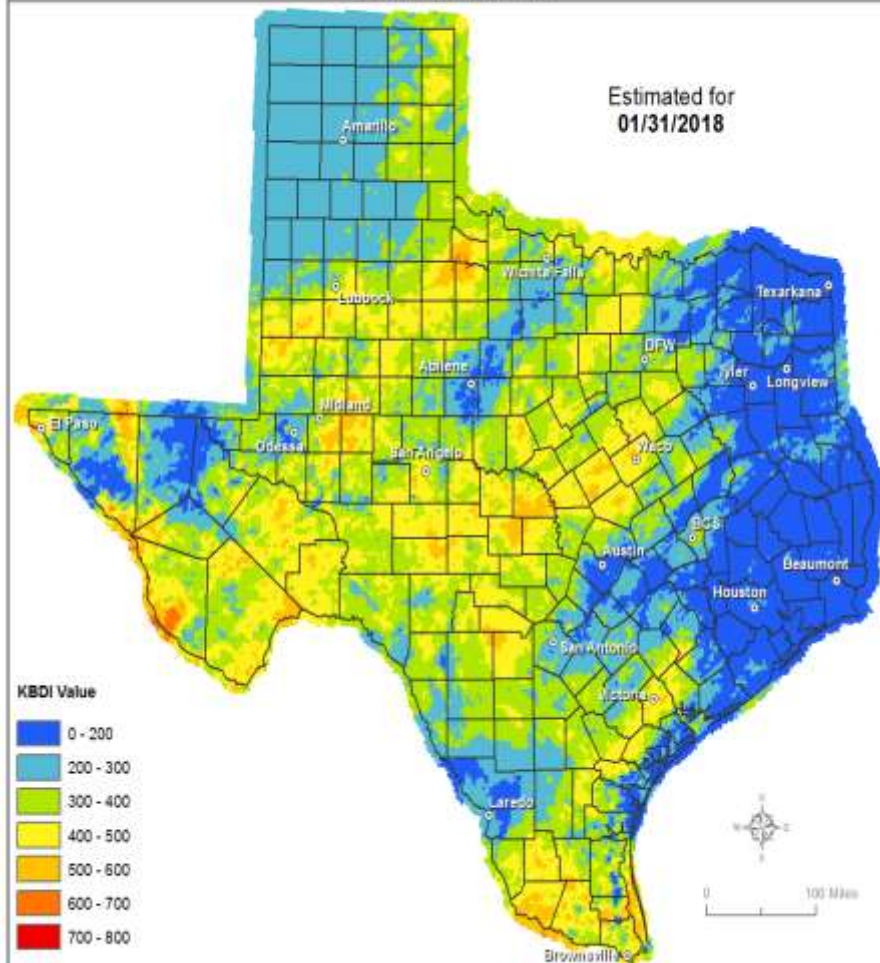 Estimated for
01/31/2018
Amarillo
Wichita Falls
Texarkana
Lubbock
DFW
Abilene
Tyler
Longview
El Paso
Midland
Odessa
San Angelo
Waco
BCS
Austin
Beaumont
Houston
San Antonio
Victoria
KBDI Value
0 - 200
200 - 300
300 - 400
400 - 500
500 - 600
600 - 700
700 - 800
Laredo
0 100 Miles
Brownsville